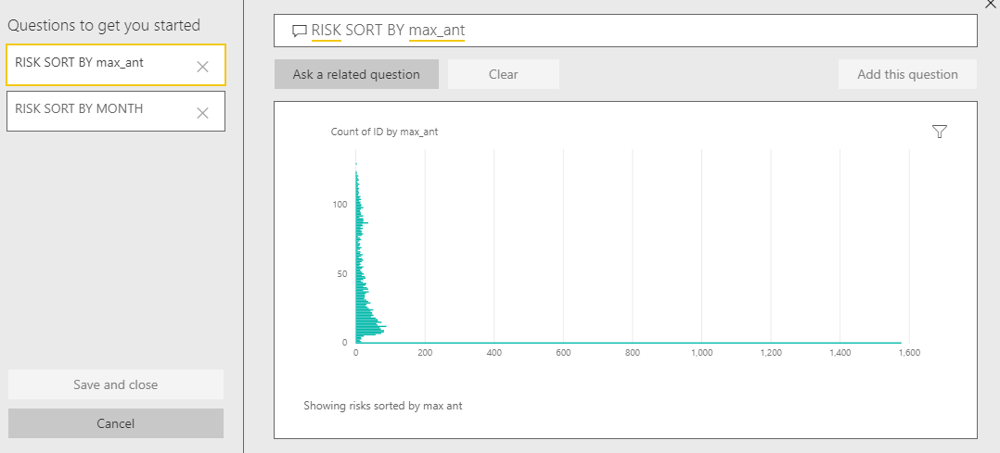 Questions to get you started
RISK SORT BY max_ant
RISK SORT BY MONTH
Save and close
Cancel
RISK SORT BY max_ant
Ask a related question
Clear
Add this question
Count of ID by max_ant
100
50
0
0 200 400 600 800 1,000 1,200 1,400 1,600
Showing risks sorted by max ant